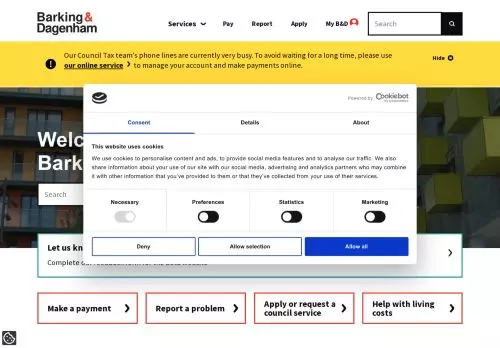 Barking &
Dagenham
Services
Pay
Report
Apply
My B&D
Search
Our Council Tax team's phone lines are currently very busy. To avoid waiting for a long time, please use
our online service > to manage your account and make payments online.
Hide
Powered by Cookiebot
Consent
Details
About
This website uses cookies
We use cookies to personalise content and ads, to provide social media features and to analyse our traffic. We also
share information about your use of our site with our social media, advertising and analytics partners who may combine
it with other information that you've provided to them or that they've collected from your use of their services.
Necessary
Preferences
Statistics
Marketing
Deny
Allow selection
Allow all
Welc
Bark
Search
Let us kn
Make a payment
Report a problem
Apply or request a
council service
Help with living
costs